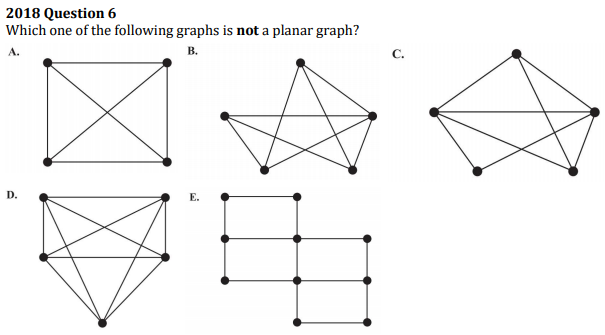 2018 Question 6
Which one of the following graphs is not a planar graph?
A.
B.
C.
D.
E.